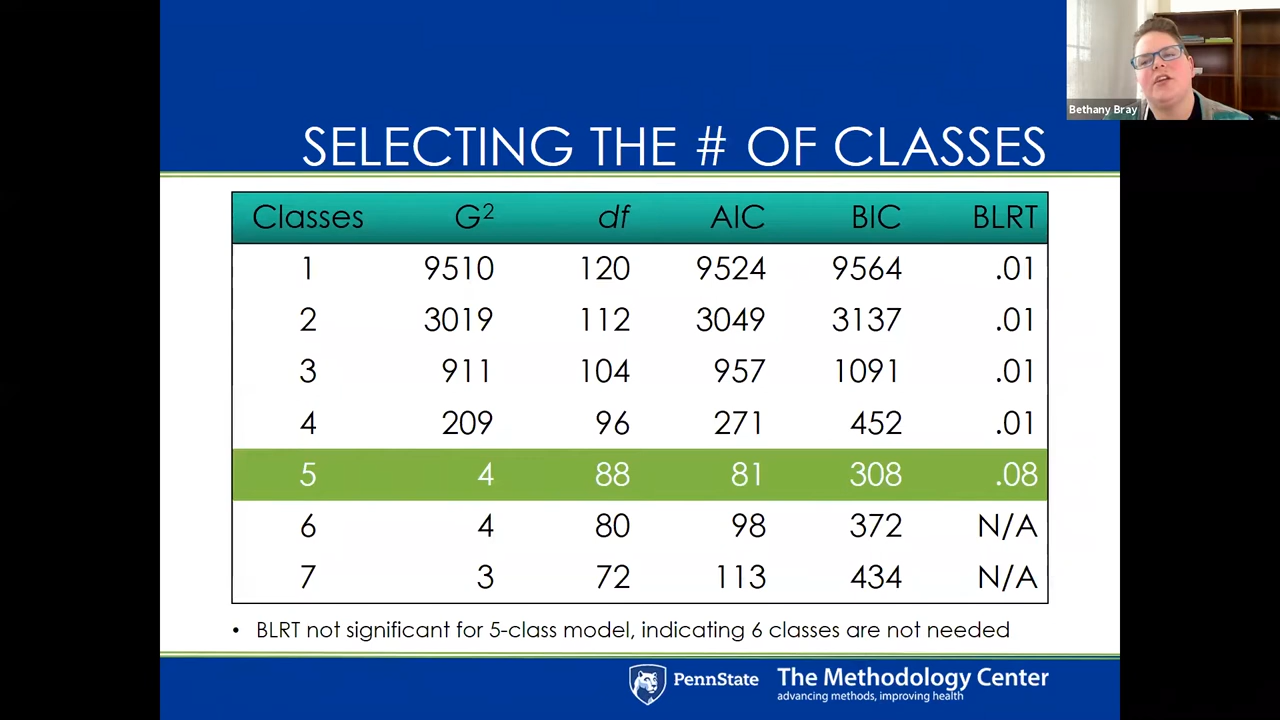 Bethany Bray
SELECTING THE # OF CLASSES
Classes G² df AIC BIC BLRT
1 9510 120 9524 9564 .01
2 3019 112 3049 3137 .01
3 911 104 957 1091 .01
4 209 96 271 452 .01
5 4 88 81 308 .08
6 4 80 98 372 N/A
7 3 72 113 434 N/A
• BLRT not significant for 5-class model, indicating 6 classes are not needed
PennState The Methodology Center
advancing methods, improving health